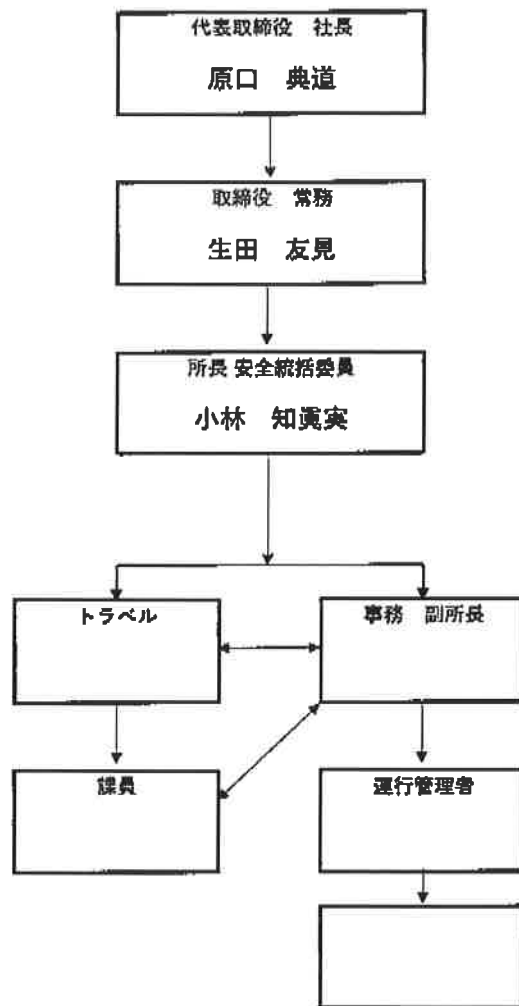 代表取締役　社長
原口　典道
取締役　常務
生田　友見
所長 安全統括委員
小林　知眞実
トラベル
事務　副所長
課員
運行管理者